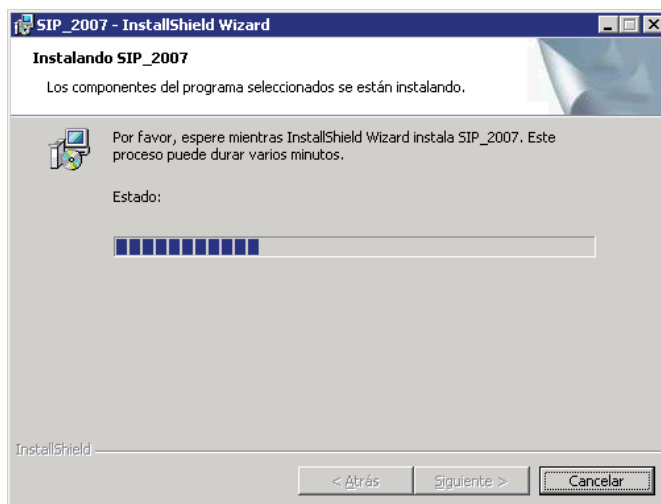 SIP_2007 - InstallShield Wizard
Instalando SIP_2007
Los componentes del programa seleccionados se están instalando.
Por favor, espere mientras InstallShield Wizard instala SIP_2007. Este
proceso puede durar varios minutos.
Estado:
InstallShield
< Atrás
Siguiente >
Cancelar